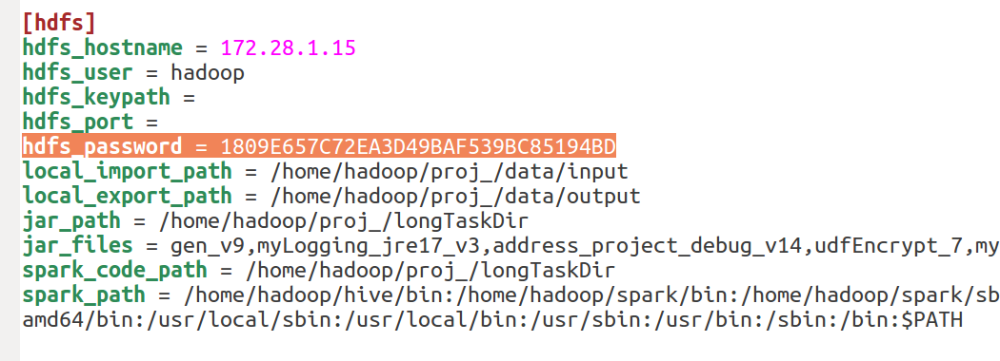 [hdfs]
hdfs_hostname = 172.28.1.15
hdfs_user = hadoop
hdfs_keypath =
hdfs_port =
hdfs_password = 1809E657C72EA3D49BAF539BC85194BD
local_import_path = /home/hadoop/proj_/data/input
local_export_path = /home/hadoop/proj_/data/output
jar_path = /home/hadoop/proj_/longTaskDir
jar_files = gen_v9,myLogging_jre17_v3,address_project_debug_v14,udfEncrypt_7,my
spark_code_path = /home/hadoop/proj_/longTaskDir
spark_path = /home/hadoop/hive/bin:/home/hadoop/spark/bin:/home/hadoop/spark/sb
amd64/bin:/usr/local/sbin:/usr/local/bin:/usr/sbin:/usr/bin:/sbin:/bin:$PATH